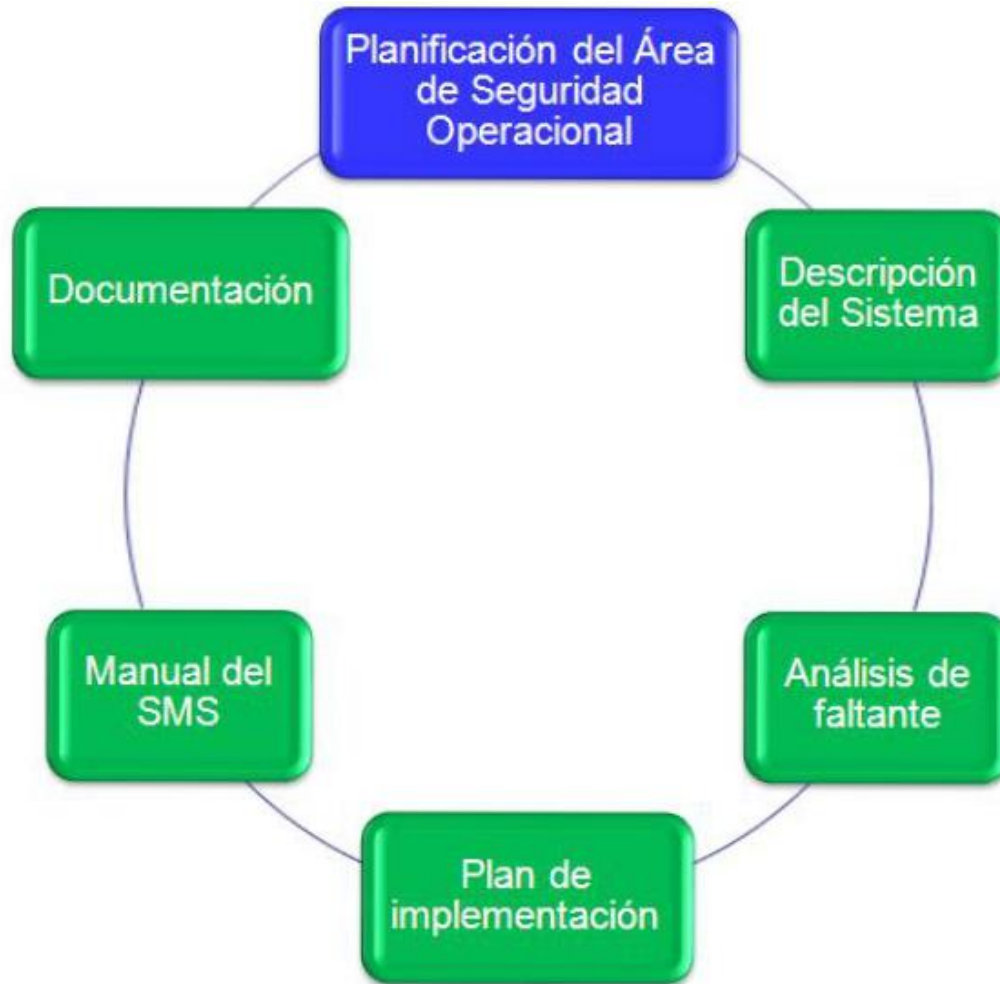 Planificación del Área
de Seguridad
Operacional
Descripción
del Sistema
Análisis de
faltante
Plan de
implementación
Manual del
SMS
Documentación